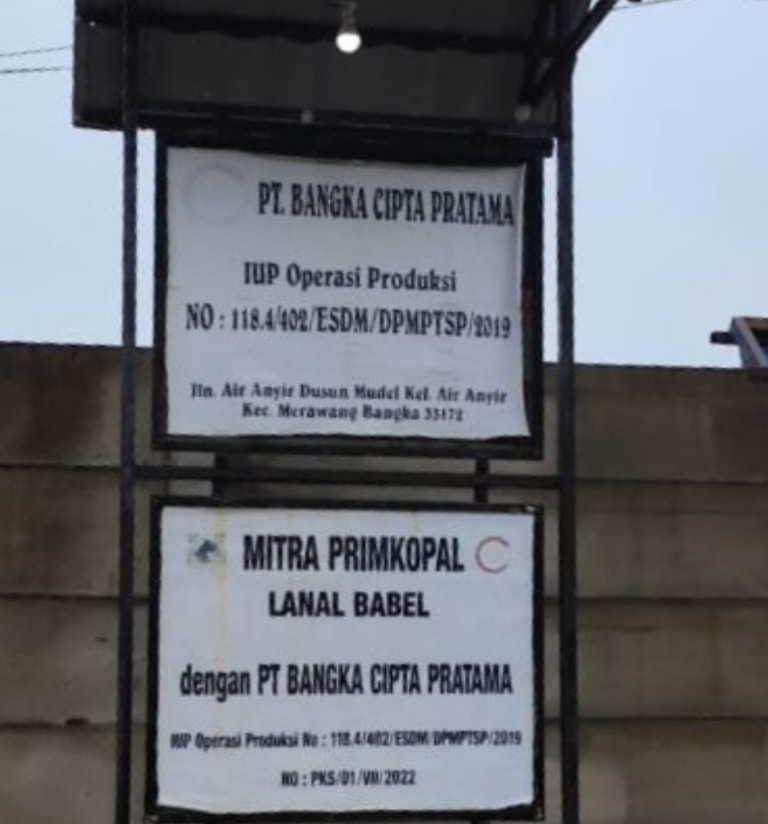 PT. BANGKA CIPTA PRATAMA
IUP Operasi Produksi
NO : 118.4/402/ESDM/DPMPTSP/2019
Jln. Air Anyir Dusun Mudel Kel. Air Anyir
Kec. Merawang Bangka 33172
MITRA PRIMKOPAL
LANAL BABEL
dengan PT BANGKA CIPTA PRATAMA
IUP Operasi Produksi No : 118.4/402/ESDM/DPMPTSP/2019
NO : PKS/01/VII/2022